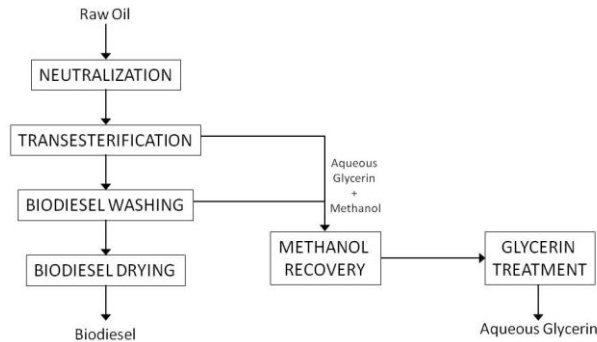 Raw Oil
NEUTRALIZATION
TRANSESTERIFICATION
Aqueous
Glycerin
+
Methanol
BIODIESEL WASHING
METHANOL
RECOVERY
GLYCERIN
TREATMENT
BIODIESEL DRYING
Biodiesel
Aqueous Glycerin